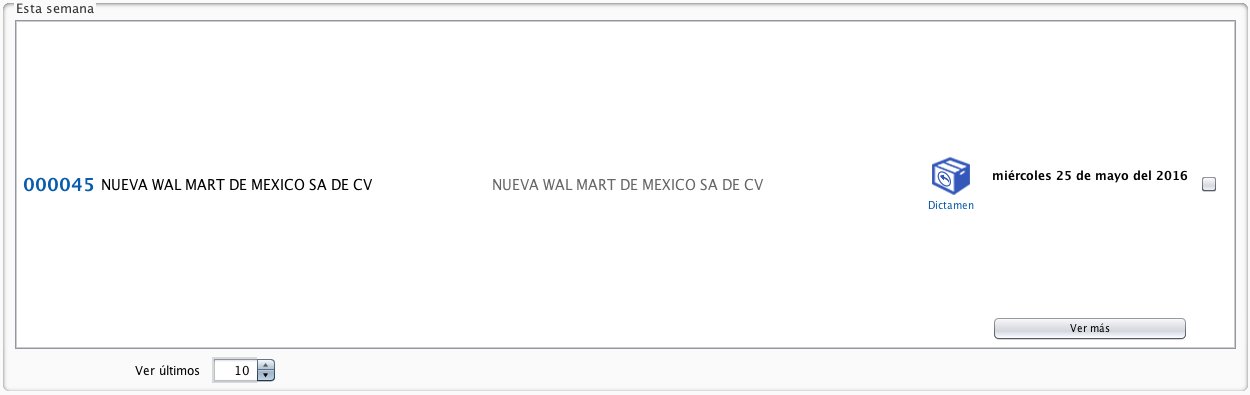 Esta semana
000045 NUEVA WAL MART DE MEXICO SA DE CV NUEVA WAL MART DE MEXICO SA DE CV miércoles 25 de mayo del 2016
Dictamen
Ver más
Ver últimos 10